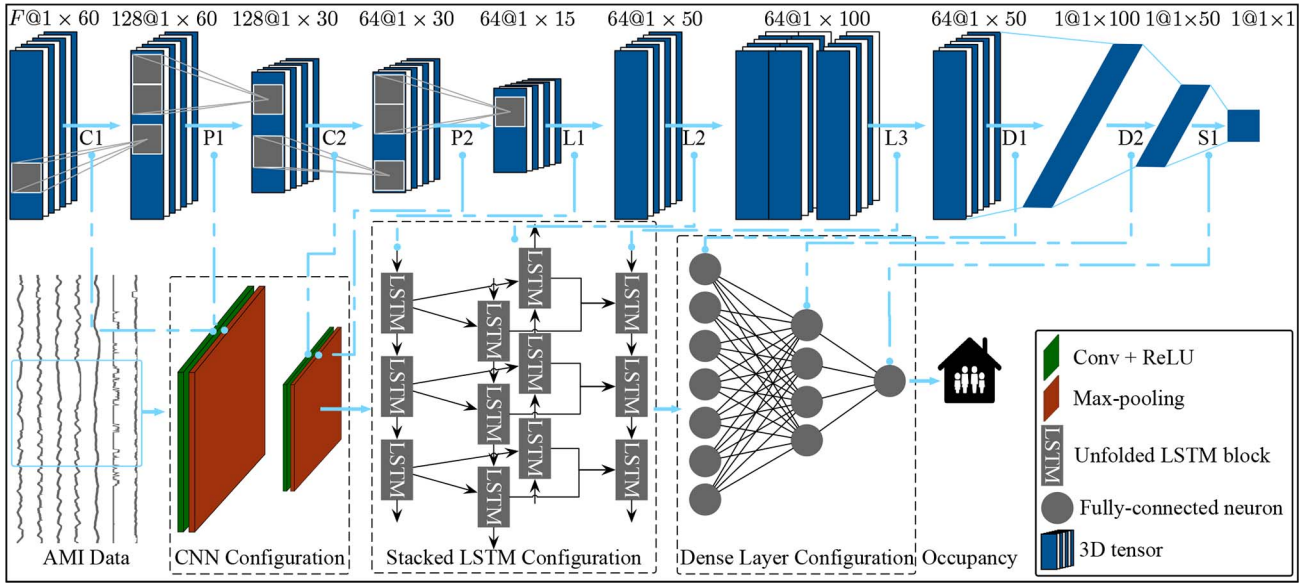 F@1 × 60 128@1 × 60 128@1 × 30 64@1 × 30 64@1 × 15 64@1 × 50 64@1 × 100 64@1 × 50 1@1×100 1@1×50 1@1×1
C1 P1 C2 P2 L1 L2 L3 D1 D2 S1
LSTM LSTM LSTM
LSTM LSTM LSTM
LSTM LSTM LSTM
LSTM LSTM LSTM
Conv + ReLU
Max-pooling
LSTM Unfolded LSTM block
Fully-connected neuron
3D tensor
AMI Data CNN Configuration Stacked LSTM Configuration Dense Layer Configuration Occupancy